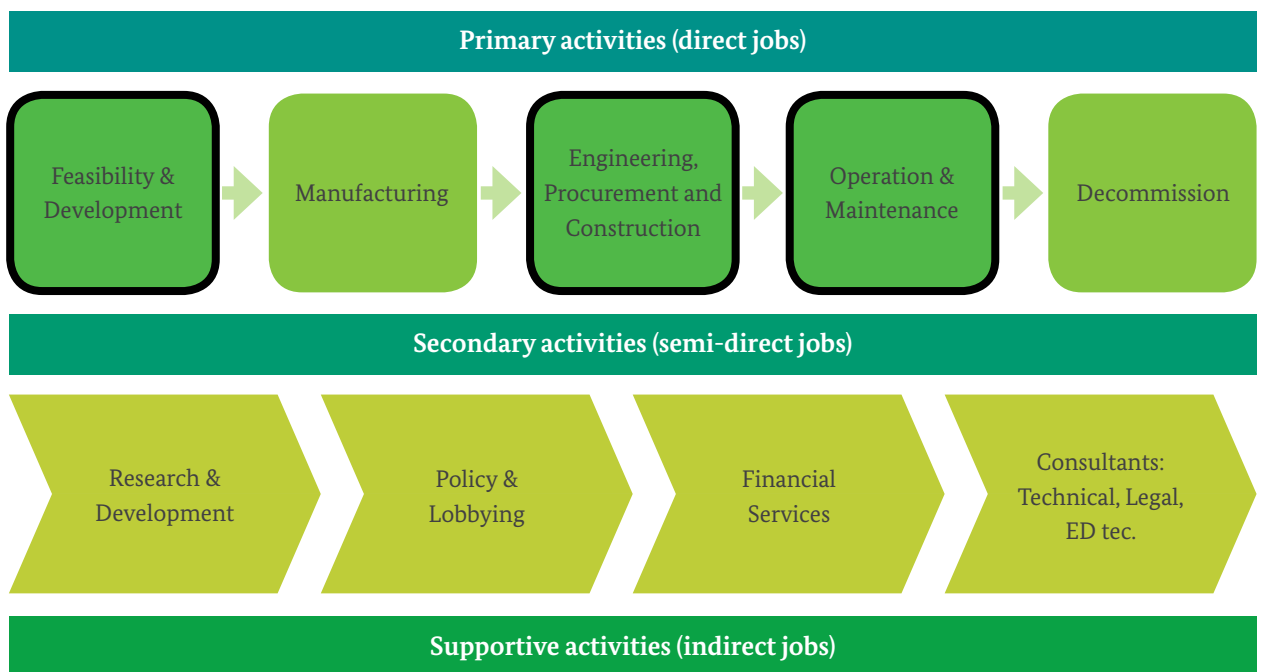 Primary activities (direct jobs)
Feasibility &
Development
Manufacturing
Engineering,
Procurement and
Construction
Operation &
Maintenance
Decommission
Secondary activities (semi-direct jobs)
Research &
Development
Policy &
Lobbying
Financial
Services
Consultants:
Technical, Legal,
ED tec.
Supportive activities (indirect jobs)